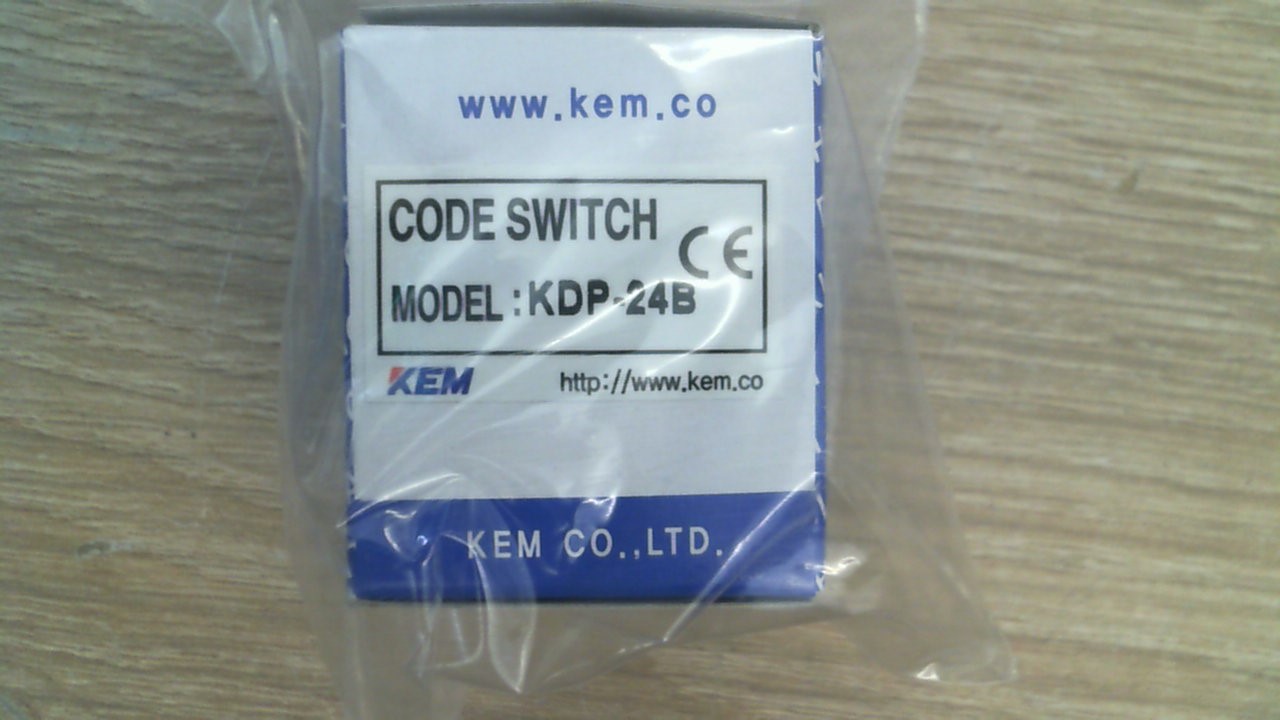 www.kem.co
CODE SWITCH
CE
MODEL : KDP-24B
KEM http://www.kem.co
KEM CO.,LTD.